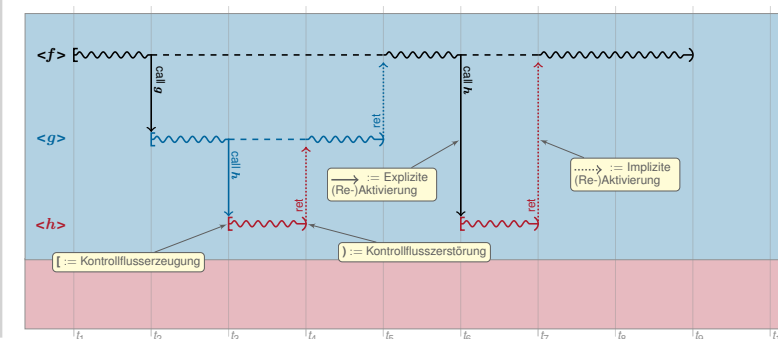 <f>
call g
call h
ret
<g>
call h
ret
⟶ := Explizite
(Re-)Aktivierung
┈> := Implizite
(Re-)Aktivierung
<h>
ret
ret
[ := Kontrollflusserzeugung
) := Kontrollflusszerstörung
t1 t2 t3 t4 t5 t6 t7 t8 t9